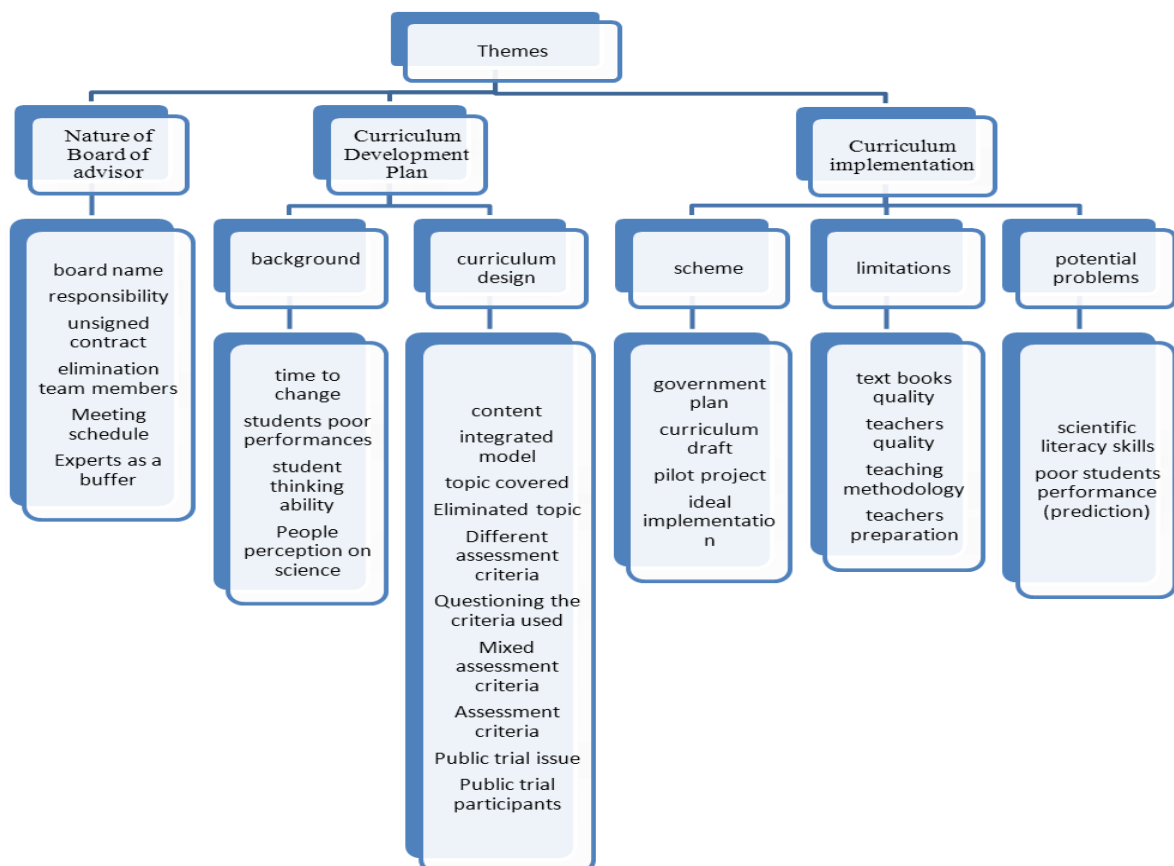 Themes
Nature of
Board of
advisor
Curriculum
Development
Plan
Curriculum
implementation
background
curriculum
design
scheme
limitations
potential
problems
board name
responsibility
unsigned
contract
elimination
team members
Meeting
schedule
Experts as a
buffer
time to
change
students poor
performances
student
thinking
ability
People
perception on
science
content
integrated
model
topic covered
Eliminated topic
Different
assessment
criteria
Questioning the
criteria used
Mixed
assessment
criteria
Assessment
criteria
Public trial issue
Public trial
participants
government
plan
curriculum
draft
pilot project
ideal
implementatio
n
text books
quality
teachers
quality
teaching
methodology
teachers
preparation
scientific
literacy skills
poor students
performance
(prediction)